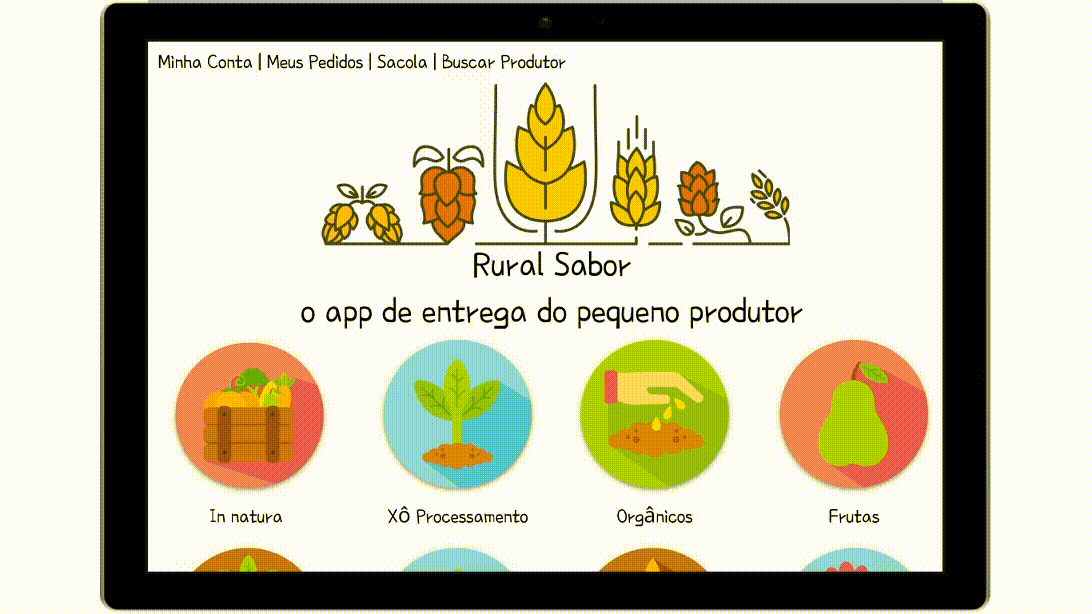 Minha Conta | Meus Pedidos | Sacola | Buscar Produtor
Rural Sabor
o app de entrega do pequeno produtor
In natura
Xô Processamento
Orgânicos
Frutas